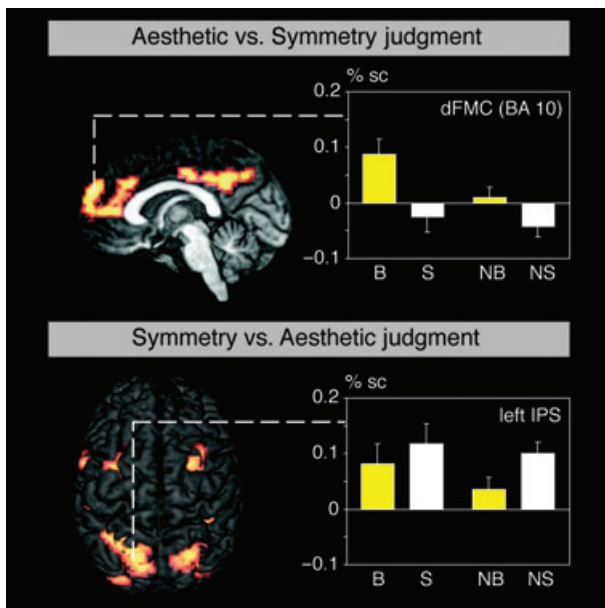 Aesthetic vs. Symmetry judgment
% sc
0.2
dFMC (BA 10)
0.1
0
−0.1
B S NB NS
Symmetry vs. Aesthetic judgment
% sc
0.2
left IPS
0.1
0
−0.1
B S NB NS